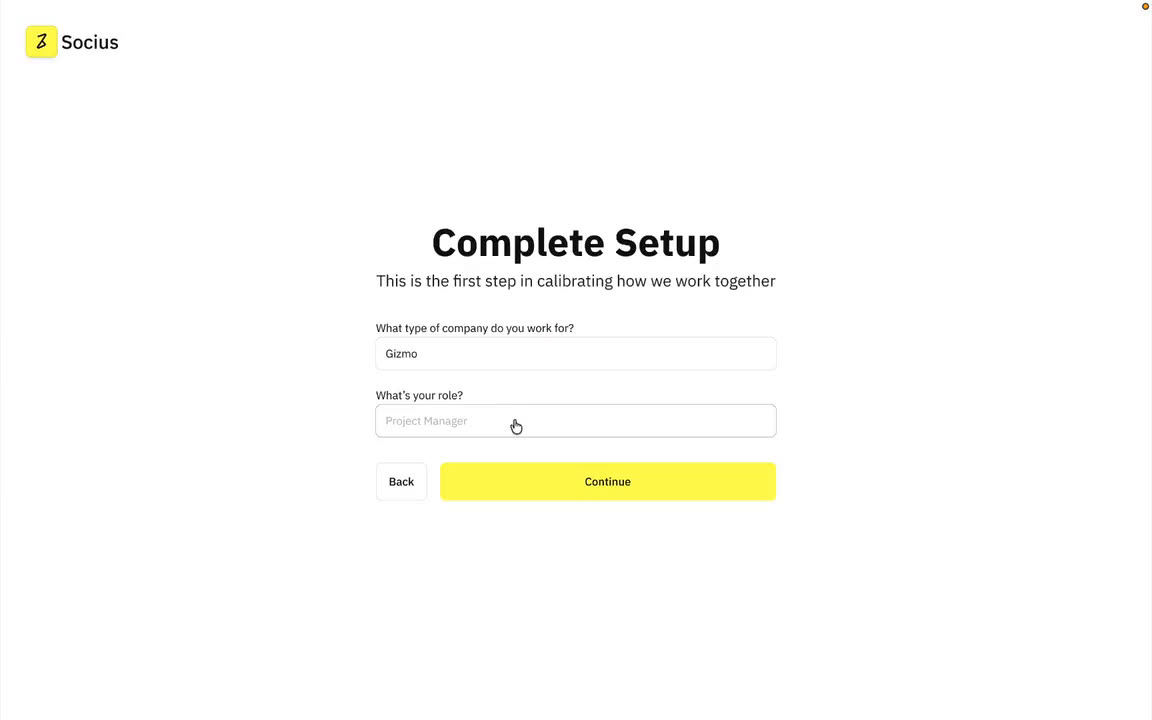 Socius
Complete Setup
This is the first step in calibrating how we work together
What type of company do you work for?
Gizmo
What's your role?
Project Manager
Back
Continue